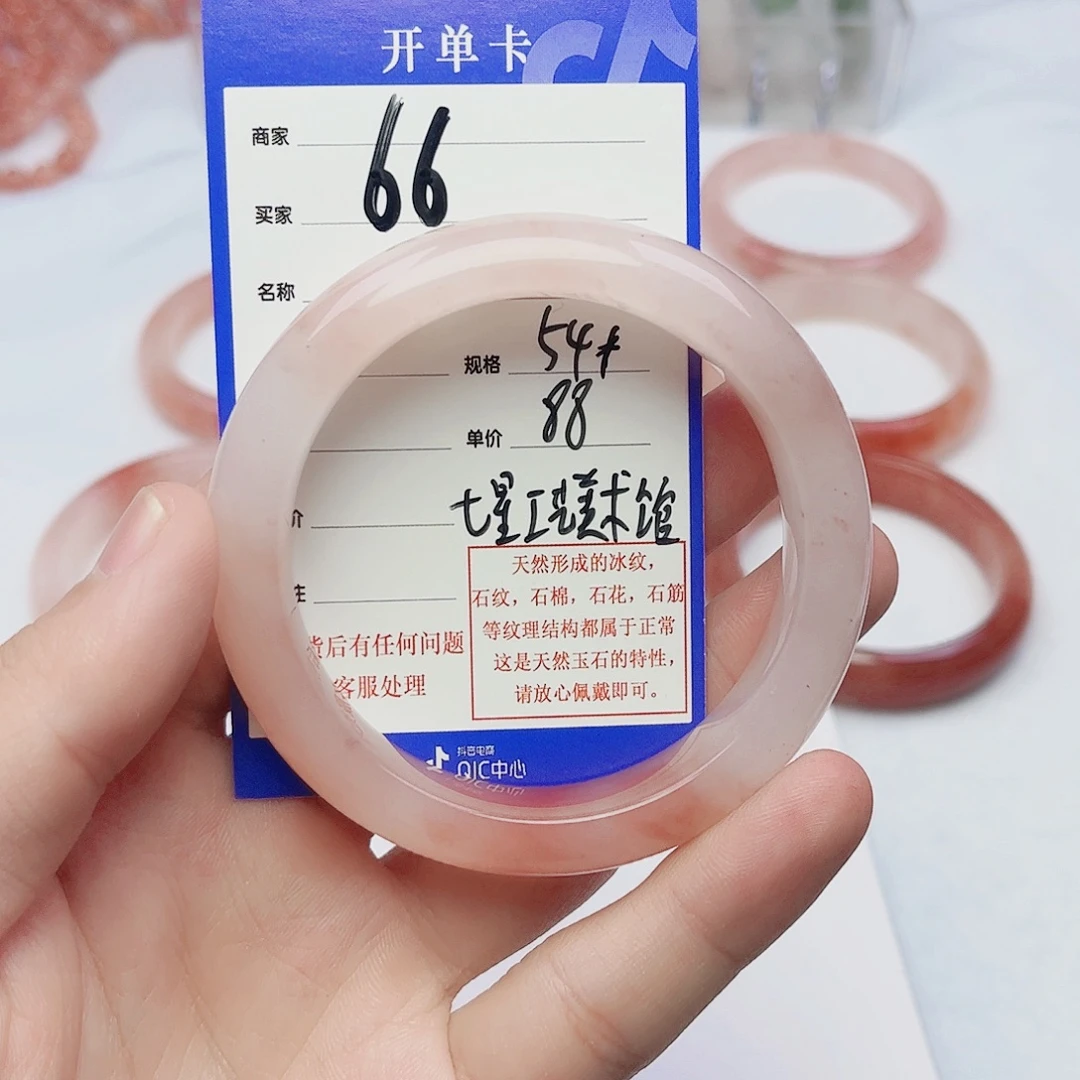 开单卡
商家
66
买家
名称
规格 54#
单价 88
价
七星工艺美术馆
天然形成的冰纹，
石纹，石棉，石花，石筋
等纹理结构都属于正常
这是天然玉石的特性，
请放心佩戴即可。
货后有任何问题
客服处理
抖音电商
QIC中心